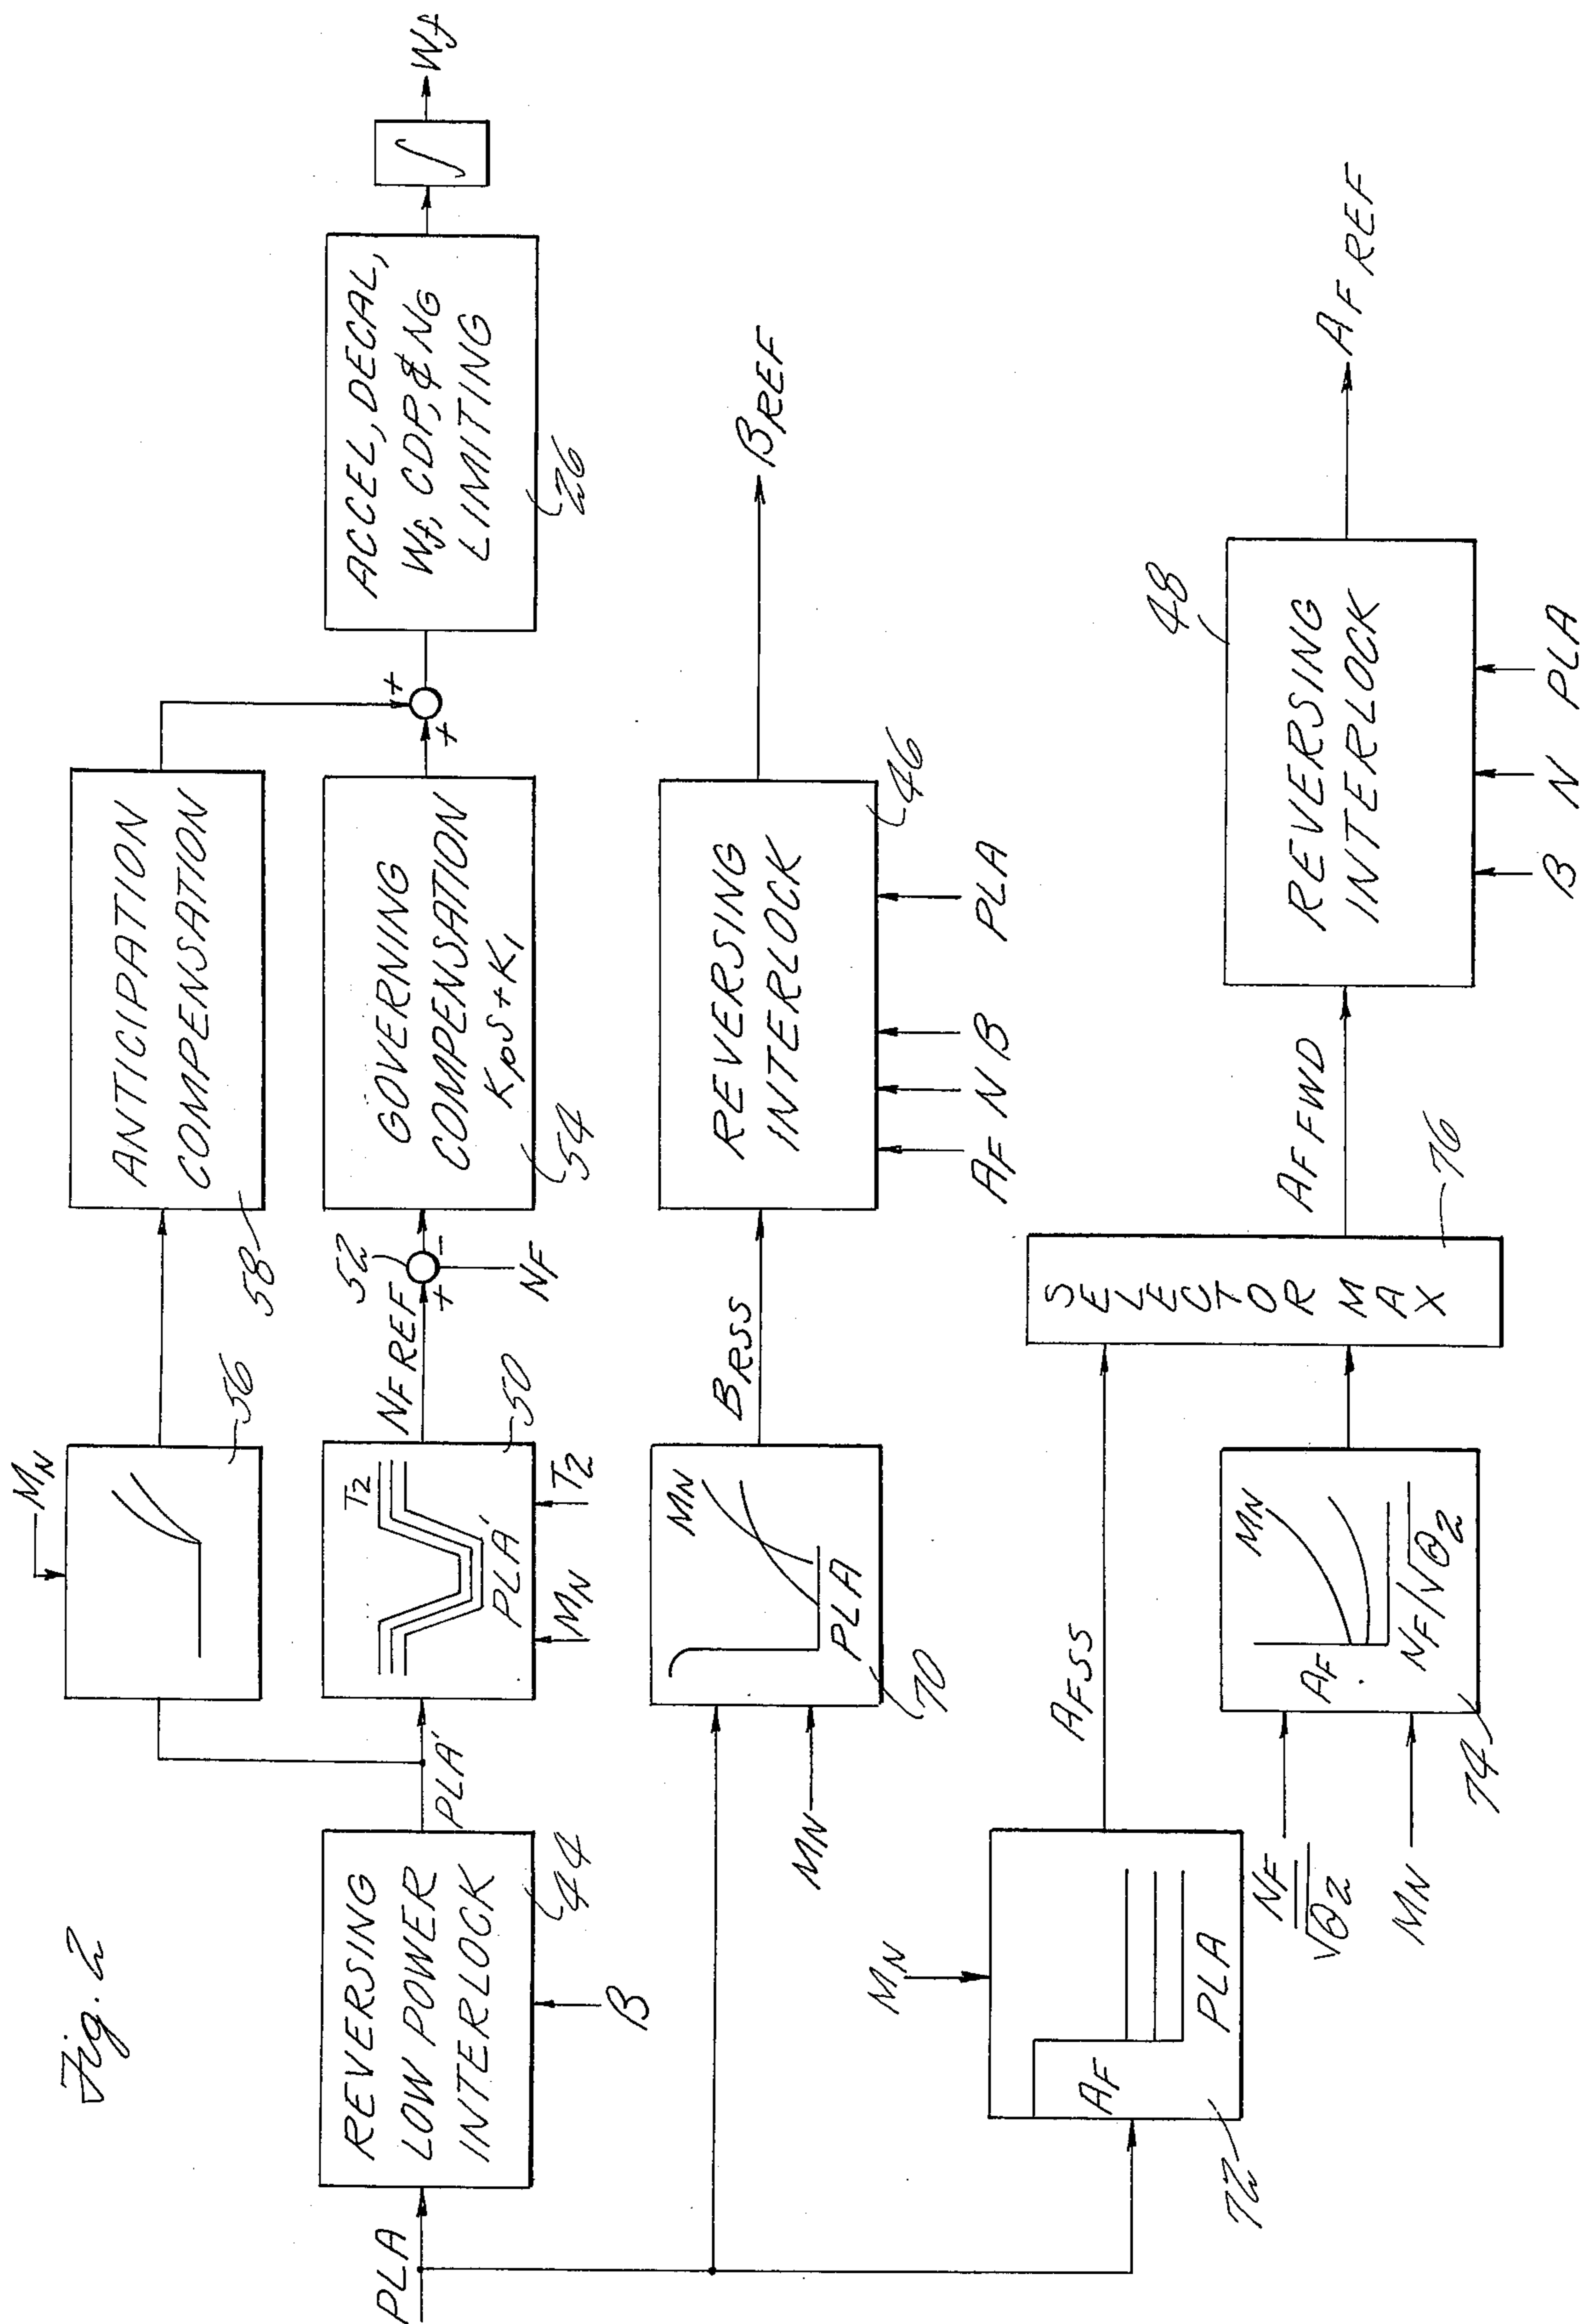 Fig. 2
PLA
REVERSING
LOW POWER
INTERLOCK
44
B
PLA'
MN
56
ANTICIPATION
COMPENSATION
58
T2
PLA'
50
MN
T2
NF REF
52
+
-
NF
GOVERNING
COMPENSATION
KpS+K1
54
+
+
ACCEL, DECAL,
Wf, CDP, & NG
LIMITING
26
∫
Wf
MN
PLA
70
MN
BRSS
REVERSING
INTERLOCK
46
AF N B PLA
BREF
MN
AF
PLA
72
AFSS
NF/√θ2
MN
MN
AF
NF/√θ2
74
SELECTOR MAX
76
AFFWD
REVERSING
INTERLOCK
48
B N PLA
AF REF